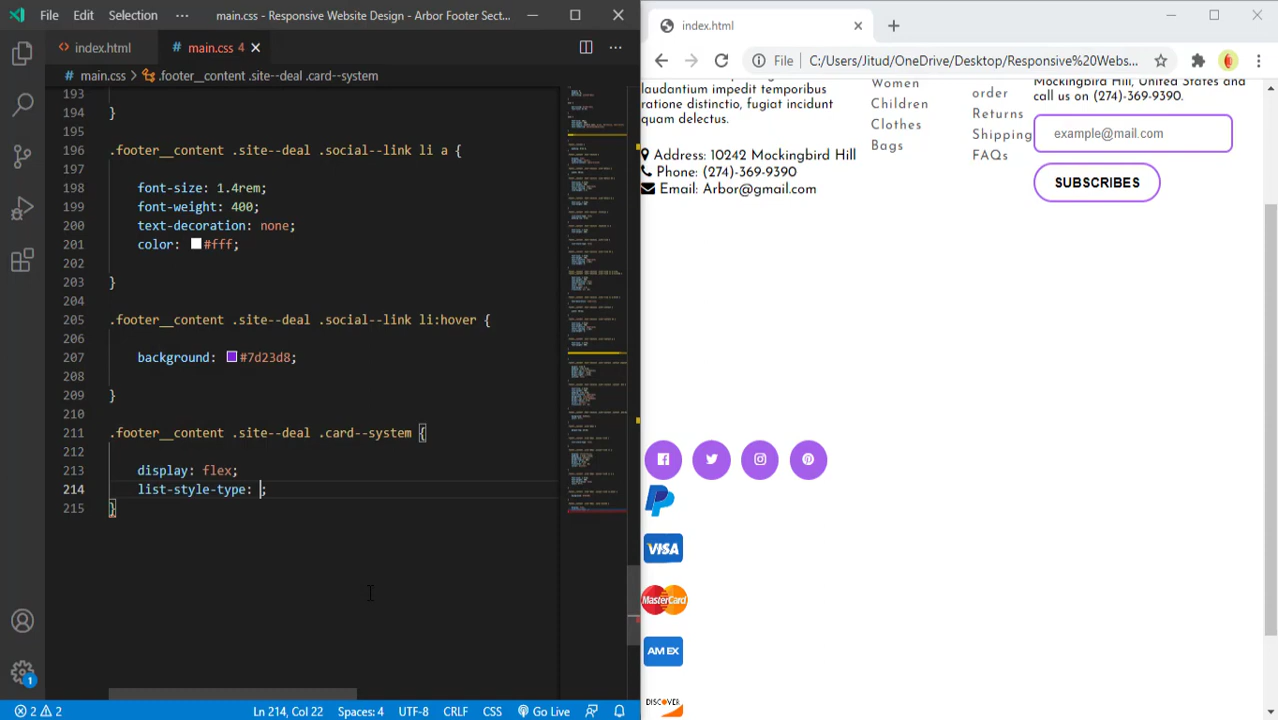 File Edit Selection ··· main.css - Responsive Website Design - Arbor Footer Sect...
index.html main.css 4
# main.css > .footer__content .site--deal .card--system
193
194 }
195
196 .footer__content .site--deal .social--link li a {
197
198 font-size: 1.4rem;
199 font-weight: 400;
200 text-decoration: none;
201 color: #fff;
202
203 }
204
205 .footer__content .site--deal .social--link li:hover {
206
207 background: #7d23d8;
208
209 }
210
211 .footer__content .site--deal .card--system {
212
213 display: flex;
214 list-style-type: ;
215 }
1
2 2 Ln 214, Col 22 Spaces: 4 UTF-8 CRLF CSS Go Live
index.html
File C:/Users/Jitud/OneDrive/Desktop/Responsive%20Webs...
laudantium impedit temporibus
ratione distinctio, fugiat incidunt
quam delectus.
Address: 10242 Mockingbird Hill
Phone: (274)-369-9390
Email: Arbor@gmail.com
Women
Children
Clothes
Bags
order
Returns
Shipping
FAQs
Mockingbird Hill, United States and
call us on (274)-369-9390.
example@mail.com
SUBSCRIBES
VISA
MasterCard
AM EX
DISCOVER